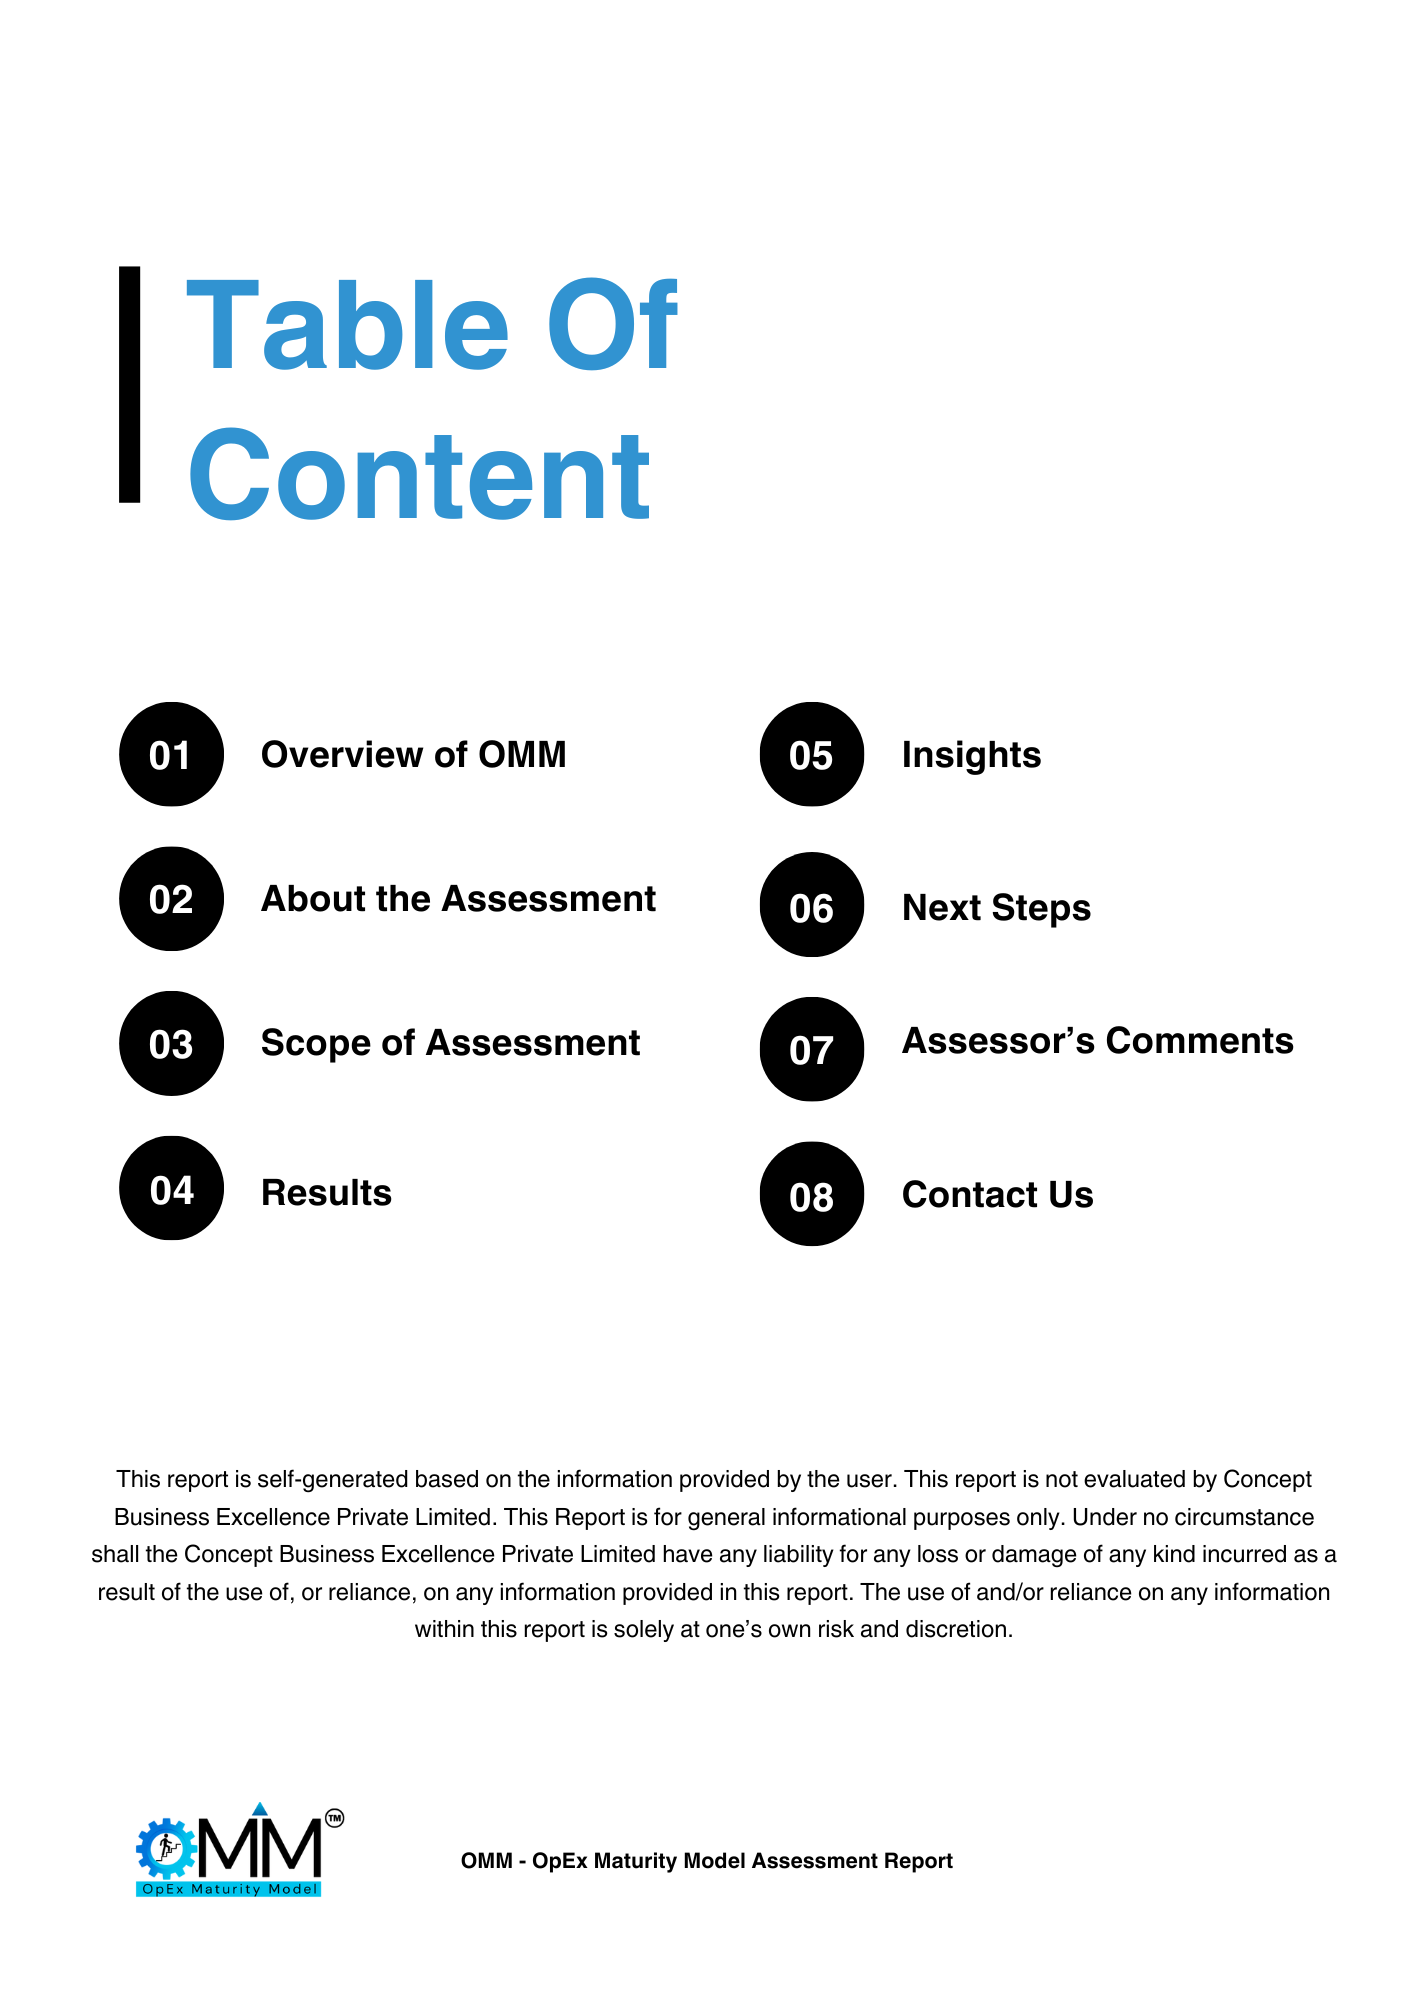 Table Of
Content
01 Overview of OMM
02 About the Assessment
03 Scope of Assessment
04 Results
05 Insights
06 Next Steps
07 Assessor’s Comments
08 Contact Us
This report is self-generated based on the information provided by the user. This report is not evaluated by Concept
Business Excellence Private Limited. This Report is for general informational purposes only. Under no circumstance
shall the Concept Business Excellence Private Limited have any liability for any loss or damage of any kind incurred as a
result of the use of, or reliance, on any information provided in this report. The use of and/or reliance on any information
within this report is solely at one’s own risk and discretion.
OMM TM
OpEx Maturity Model
OMM - OpEx Maturity Model Assessment Report